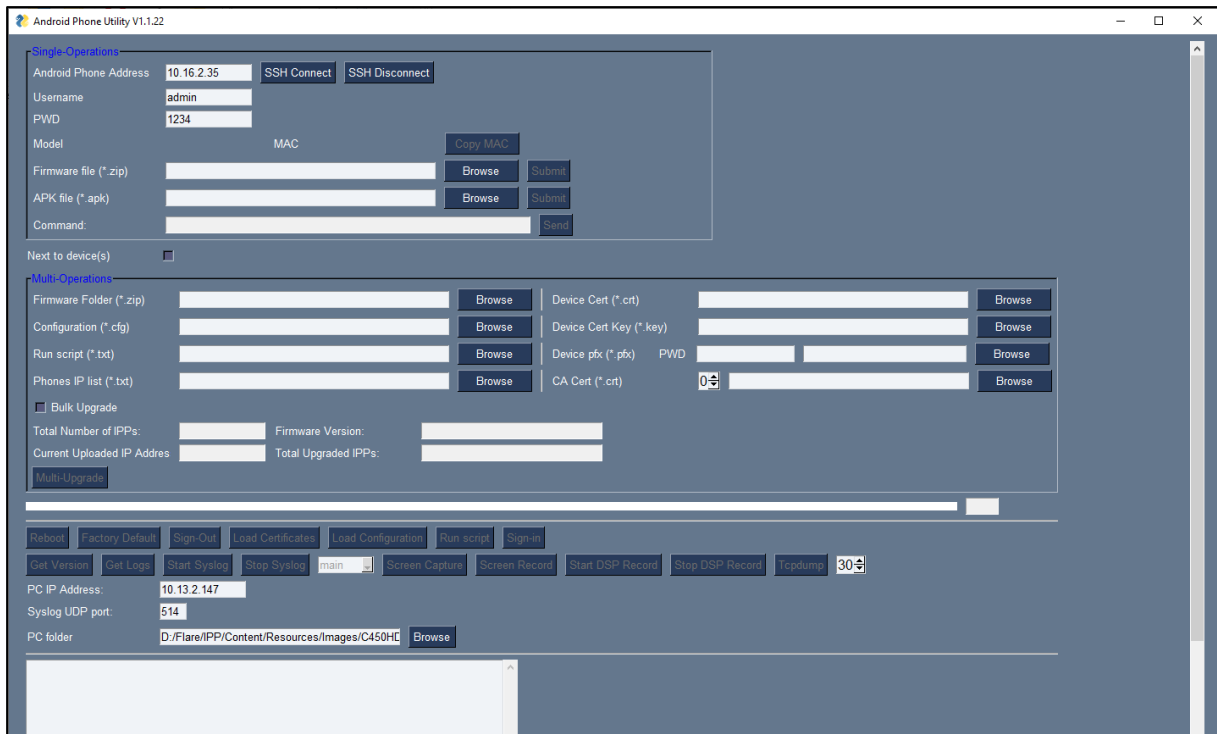 Android Phone Utility V1.1.22
Single-Operations
Android Phone Address 10.16.2.35 SSH Connect SSH Disconnect
Username admin
PWD 1234
Model MAC Copy MAC
Firmware file (*.zip) Browse Submit
APK file (*.apk) Browse Submit
Command: Send
Next to device(s)
Multi-Operations
Firmware Folder (*.zip) Browse Device Cert (*.crt) Browse
Configuration (*.cfg) Browse Device Cert Key (*.key) Browse
Run script (*.txt) Browse Device pfx (*.pfx) PWD Browse
Phones IP list (*.txt) Browse CA Cert (*.crt) 0 Browse
Bulk Upgrade
Total Number of IPPs: Firmware Version:
Current Uploaded IP Addres Total Upgraded IPPs:
Multi-Upgrade
Reboot Factory Default Sign-Out Load Certificates Load Configuration Run script Sign-in
Get Version Get Logs Start Syslog Stop Syslog main Screen Capture Screen Record Start DSP Record Stop DSP Record Tcpdump 30
PC IP Address: 10.13.2.147
Syslog UDP port: 514
PC folder D:/Flare/IPP/Content/Resources/Images/C450HD Browse